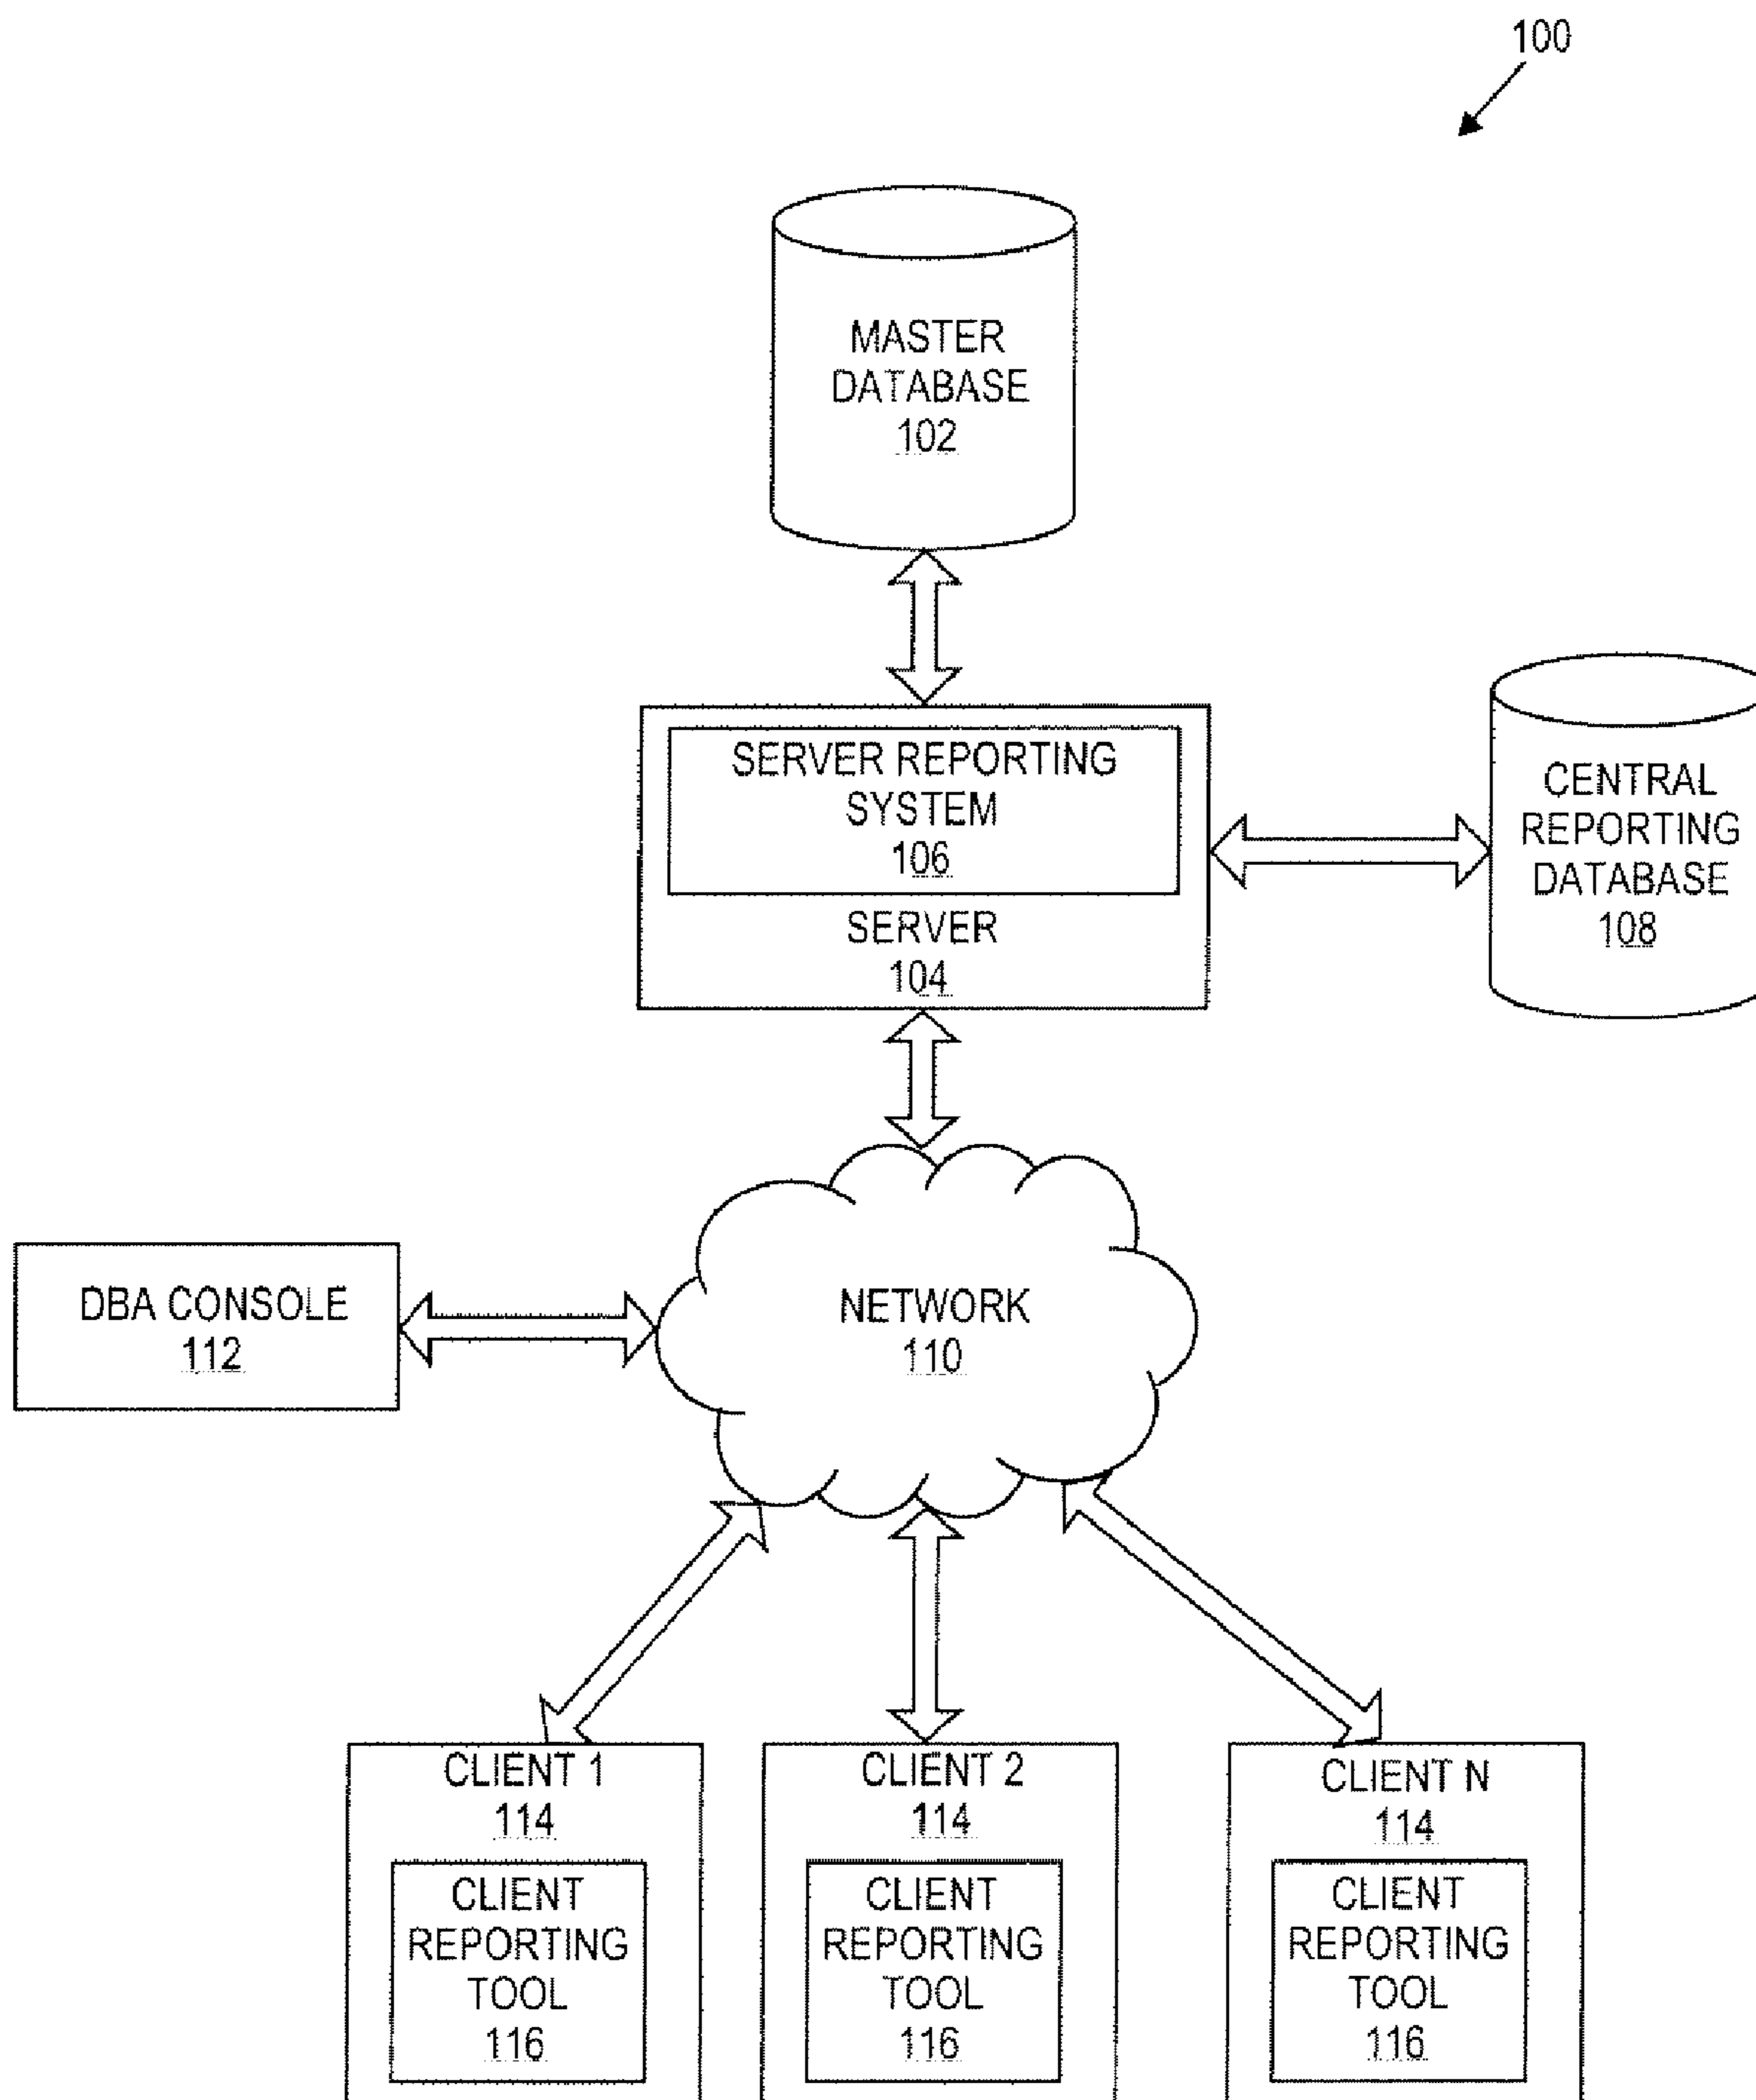 100
MASTER
DATABASE
102
SERVER REPORTING
SYSTEM
106
SERVER
104
CENTRAL
REPORTING
DATABASE
108
DBA CONSOLE
112
NETWORK
110
CLIENT 1
114
CLIENT
REPORTING
TOOL
116
CLIENT 2
114
CLIENT
REPORTING
TOOL
116
CLIENT N
114
CLIENT
REPORTING
TOOL
116